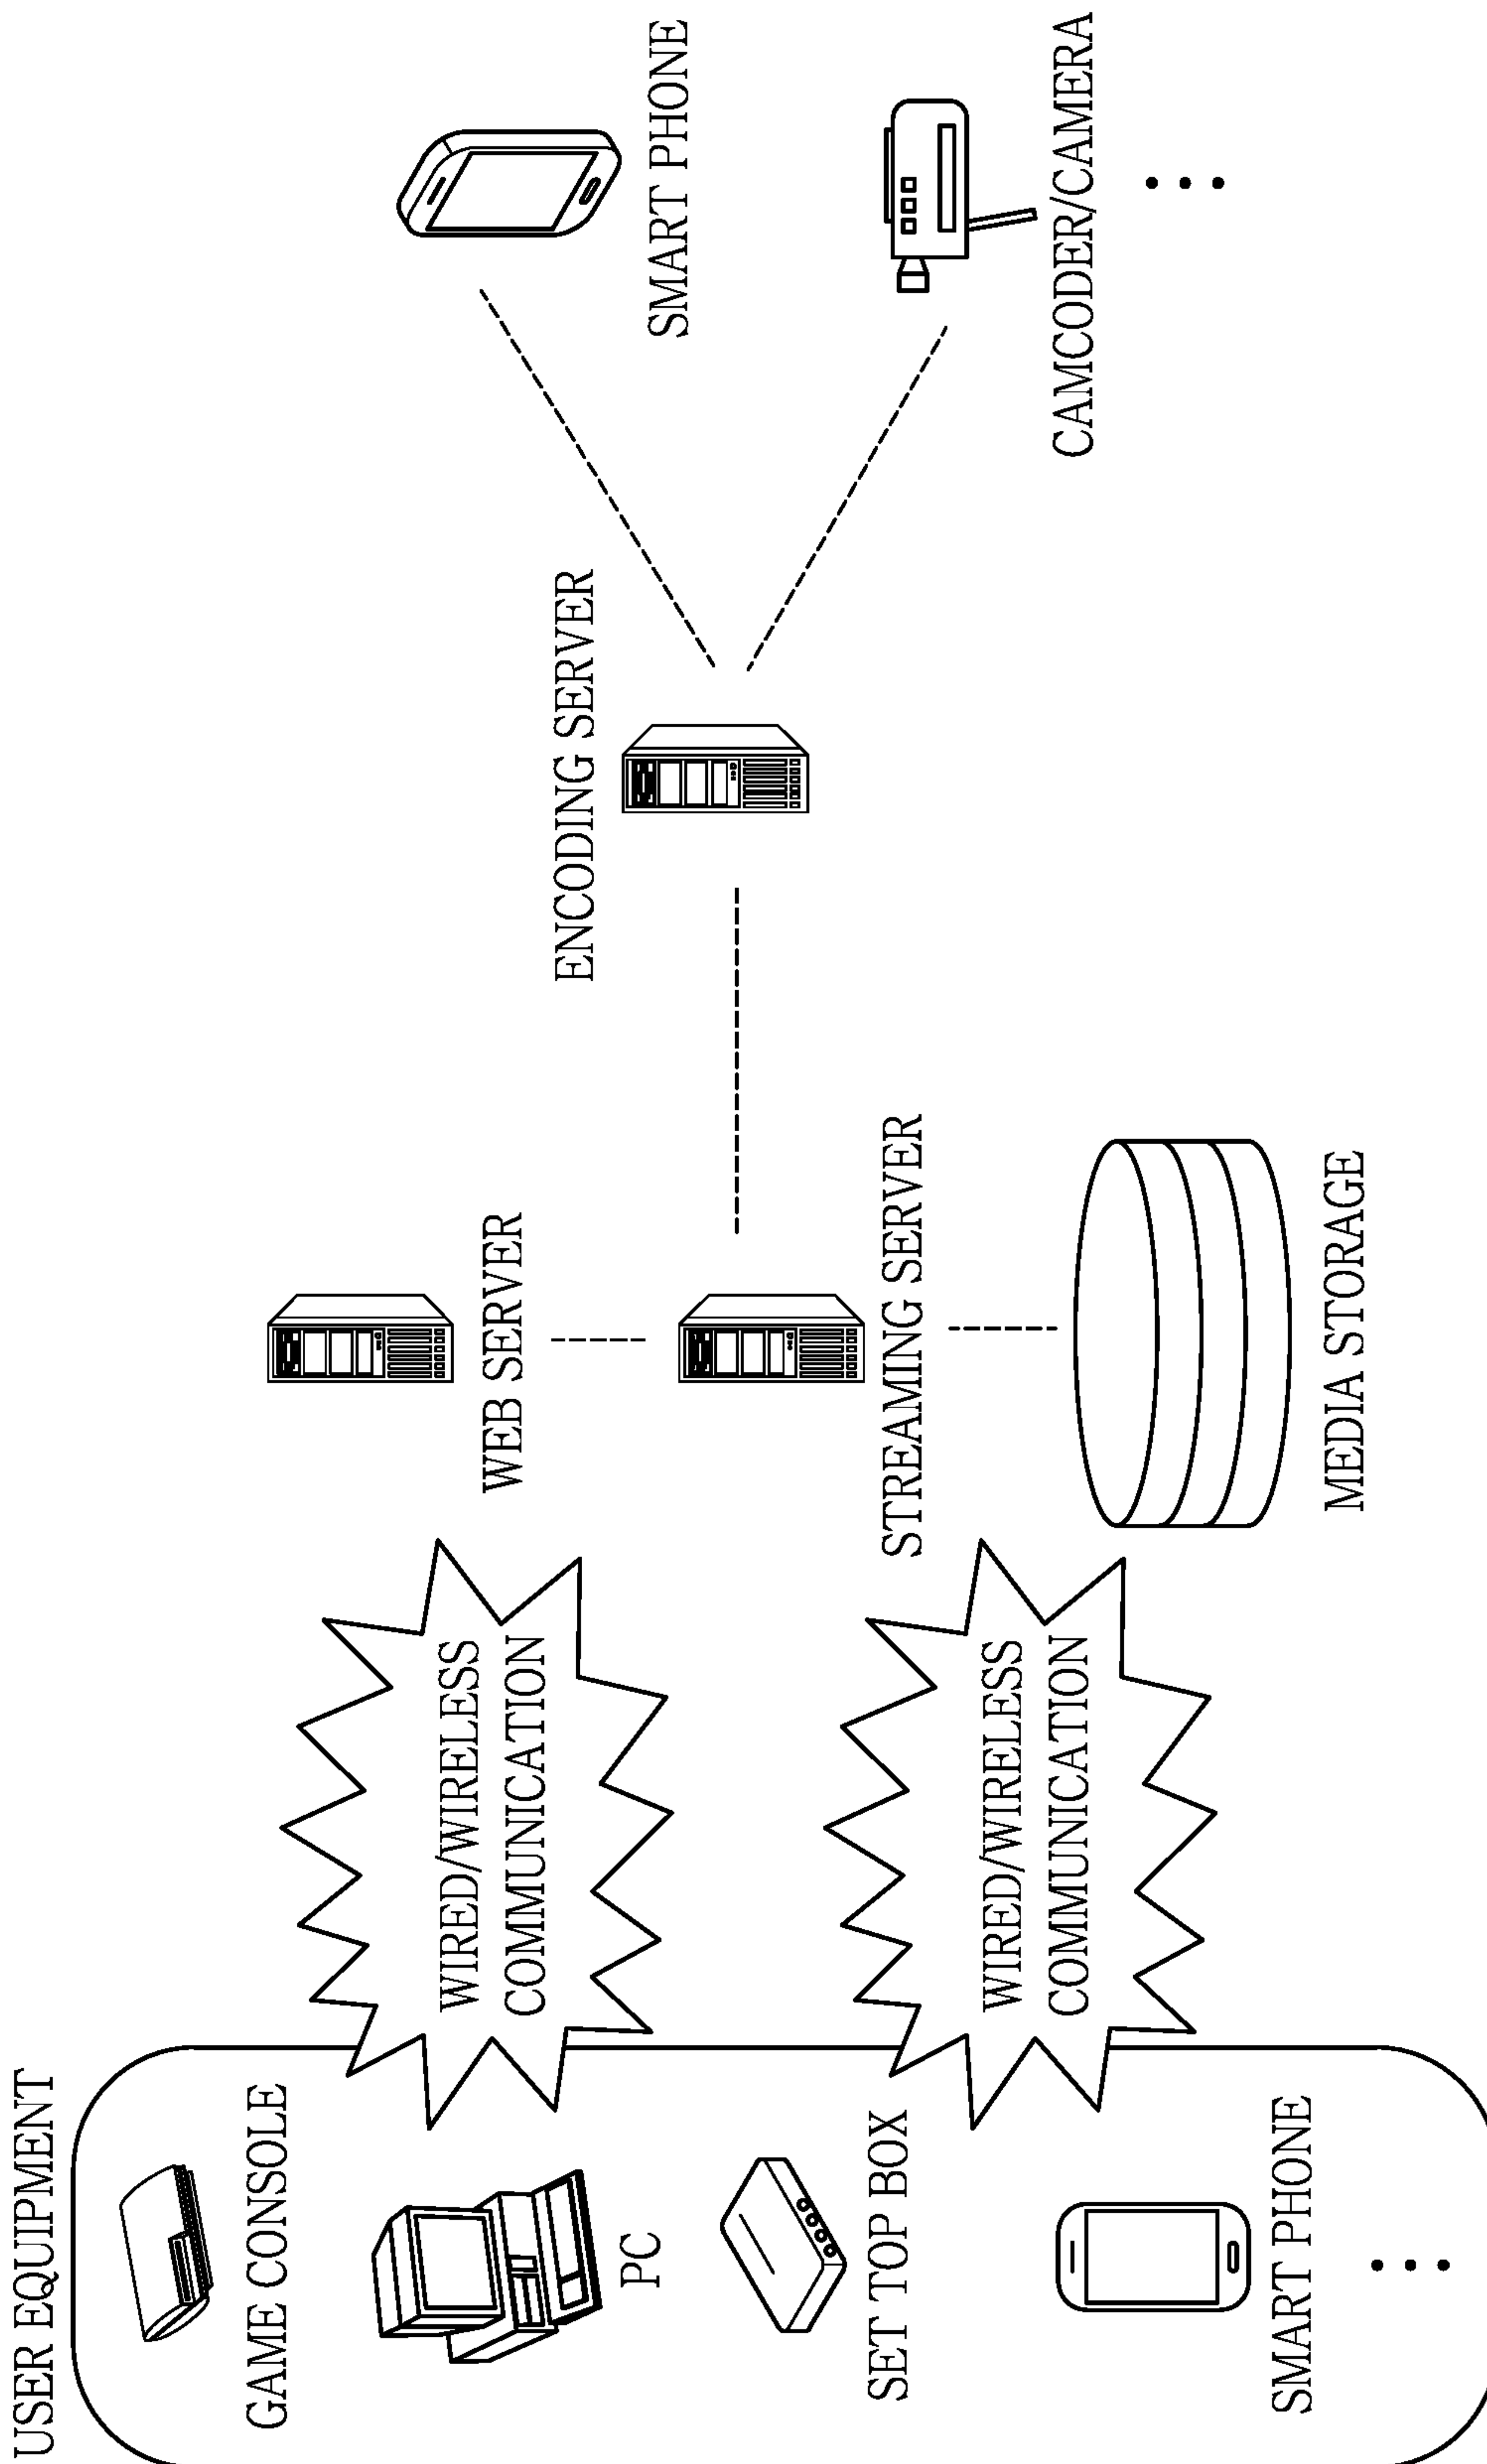 USER EQUIPMENT
GAME CONSOLE
PC
SET TOP BOX
SMART PHONE
WIRED/WIRELESS
COMMUNICATION
WIRED/WIRELESS
COMMUNICATION
WEB SERVER
STREAMING SERVER
MEDIA STORAGE
ENCODING SERVER
SMART PHONE
CAMCODER/CAMERA